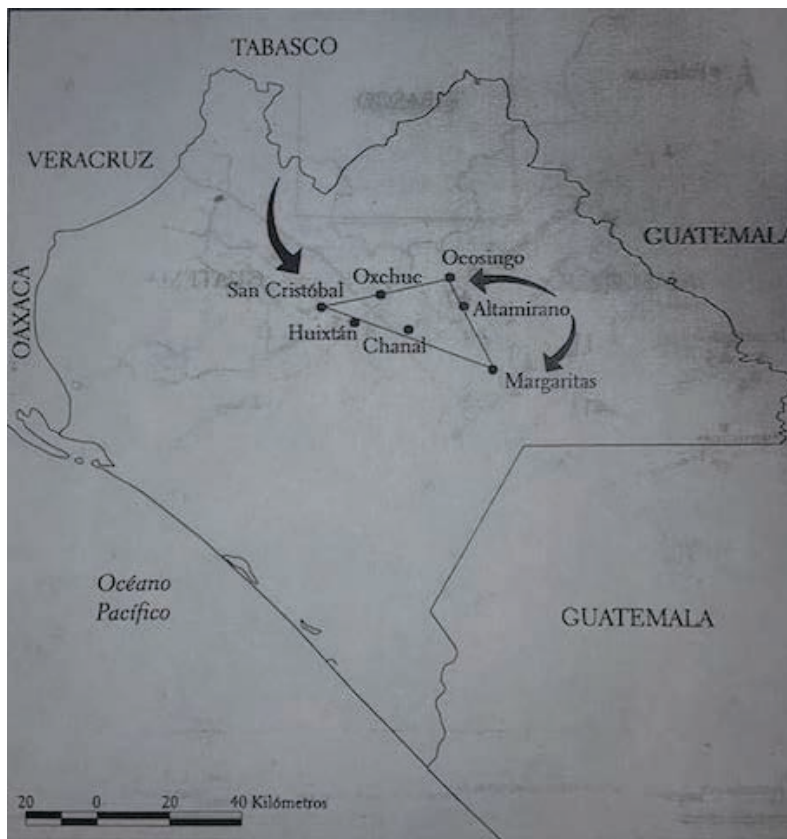 TABASCO
VERACRUZ
GUATEMALA
OAXACA
Ocosingo
Oxchuc
San Cristóbal
Altamirano
Huixtán
Chanal
Margaritas
Océano
Pacífico
GUATEMALA
20 0 20 40 Kilómetros